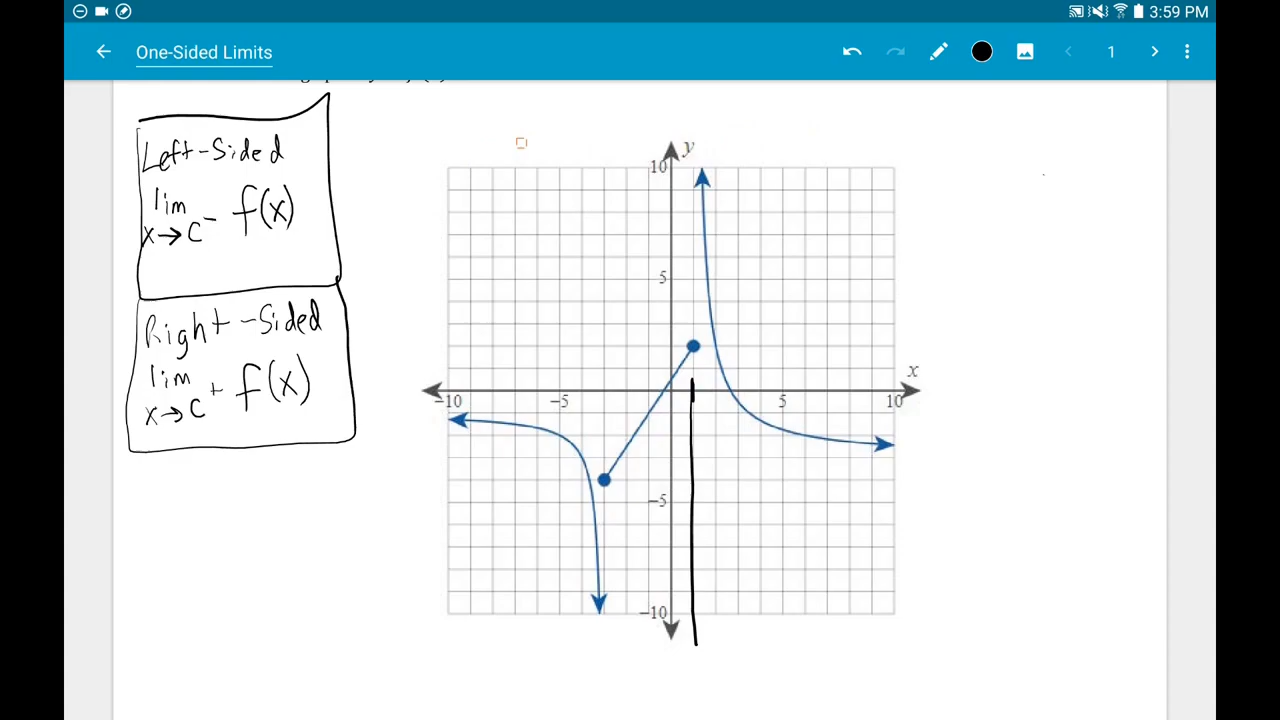 3:59 PM
One-Sided Limits
1
Left-Sided
lim
x→c⁻ f(x)
Right-Sided
lim
x→c⁺ f(x)
y
10
5
x
-10
-5
5
10
-5
-10